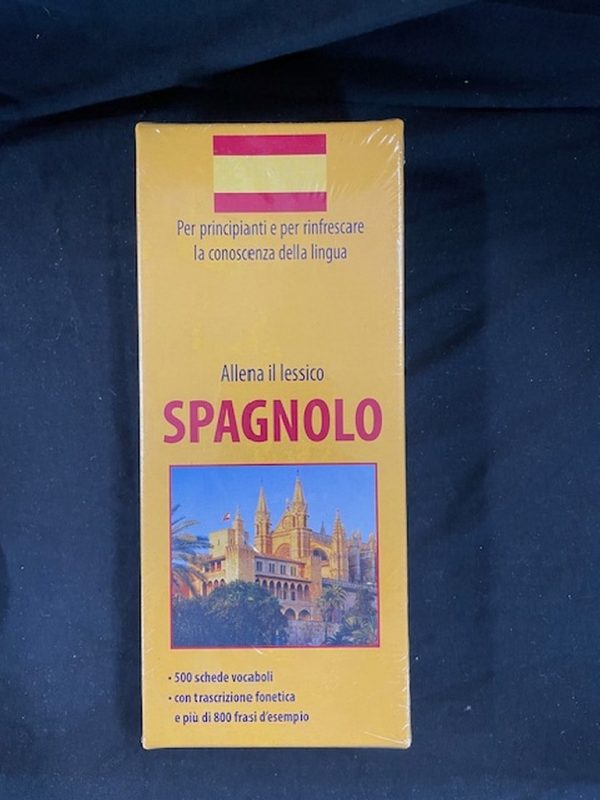 Per principianti e per rinfrescare
la conoscenza della lingua
Allena il lessico
SPAGNOLO
• 500 schede vocaboli
• con trascrizione fonetica
e più di 800 frasi d'esempio